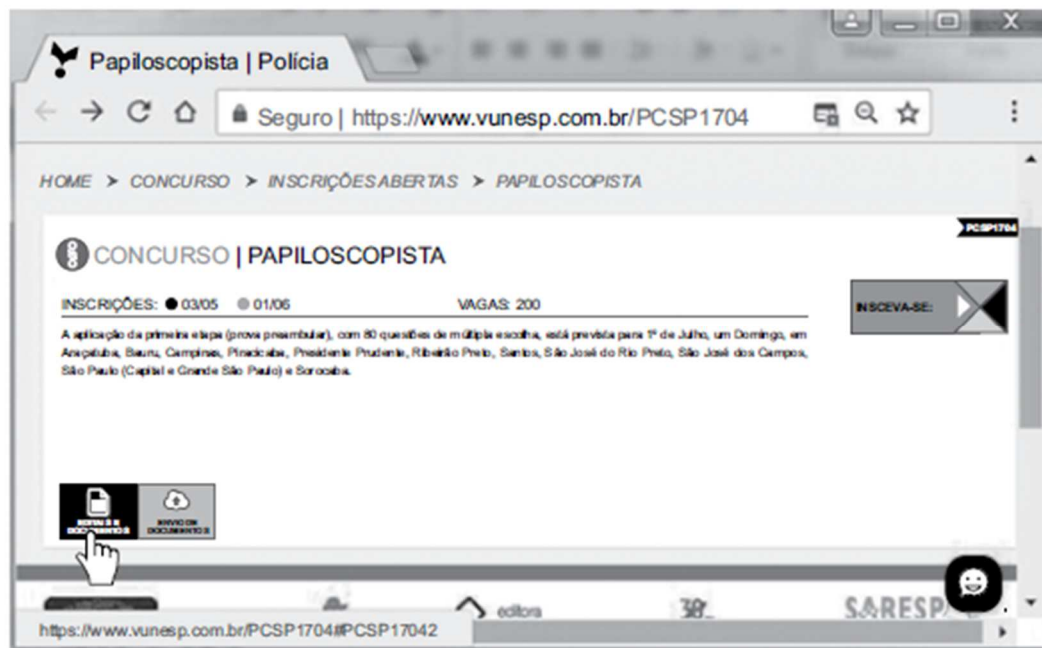 Papiloscopista | Polícia
Seguro | https://www.vunesp.com.br/PCSP1704
HOME > CONCURSO > INSCRIÇÕES ABERTAS > PAPILOSCOPISTA
PCSP1704
CONCURSO | PAPILOSCOPISTA
INSCRIÇÕES: 03/05 01/06 VAGAS: 200
INSCEVA-SE:
A aplicação da primeira etapa (prova preambular), com 80 questões de múltipla escolha, está prevista para 1º de Julho, um Domingo, em
Araçatuba, Bauru, Campinas, Piracicaba, Presidente Prudente, Ribeirão Preto, Santos, São José do Rio Preto, São José dos Campos,
São Paulo (Capital e Grande São Paulo) e Sorocaba.
ENVIO DE
DOCUMENTOS DOCUMENTOS
editora SARESP
https://www.vunesp.com.br/PCSP1704#PCSP17042